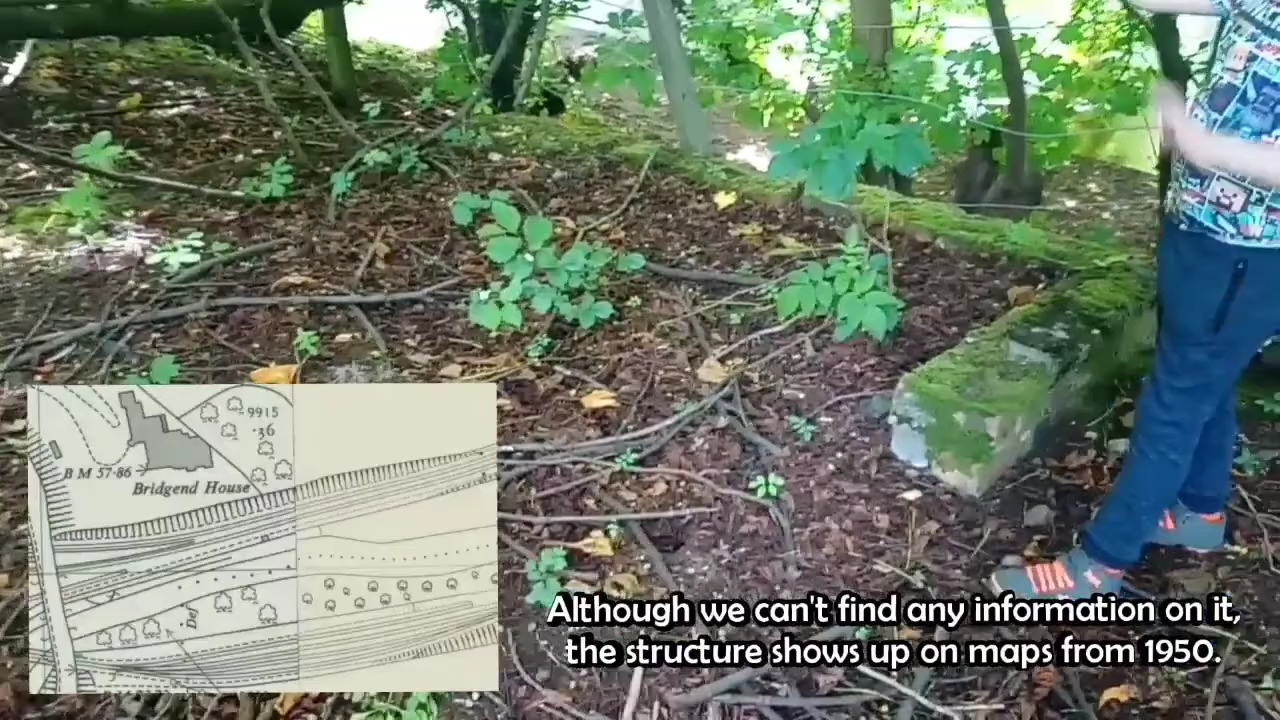 9915
·36
B M 57·86
Bridgend House
Def
Although we can't find any information on it,
the structure shows up on maps from 1950.